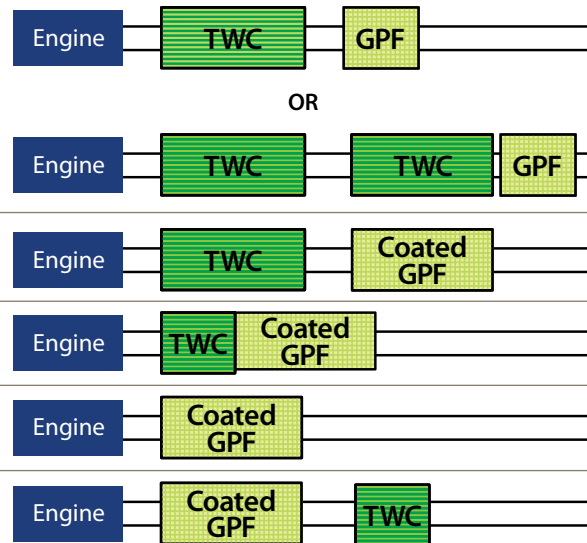 Engine TWC GPF
OR
Engine TWC TWC GPF
Engine TWC Coated
GPF
Engine TWC Coated
GPF
Engine Coated
GPF
Engine Coated
GPF TWC